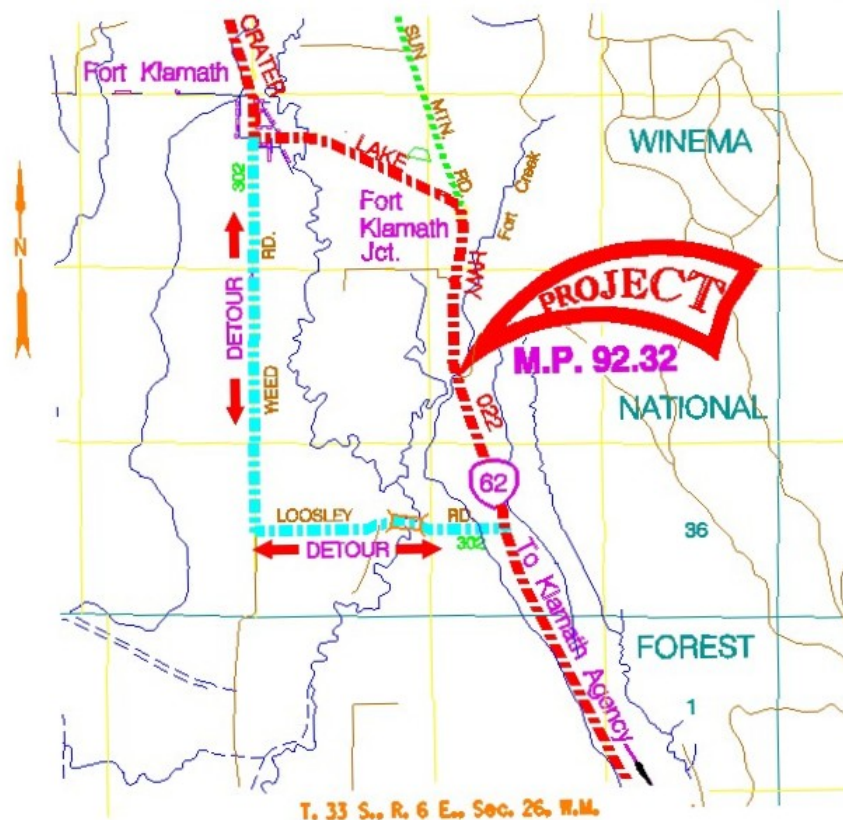 CRATER
SUN
Fort Klamath
MTN
LAKE
WINEMA
302
RD.
Fort Creek
Fort
Klamath
Jct.
RD.
HWY
DETOUR
PROJECT
M.P. 92.32
WEED
022
NATIONAL
62
LOOSLEY
RD
36
DETOUR
302
To Klamath Agency
FOREST
1
N
T. 33 S., R. 6 E., Sec. 26, W.M.